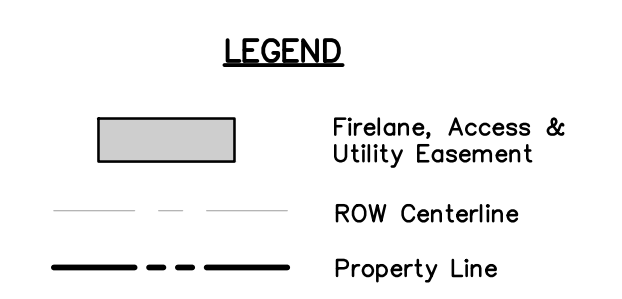 LEGEND
Firelane, Access &
Utility Easement
ROW Centerline
Property Line